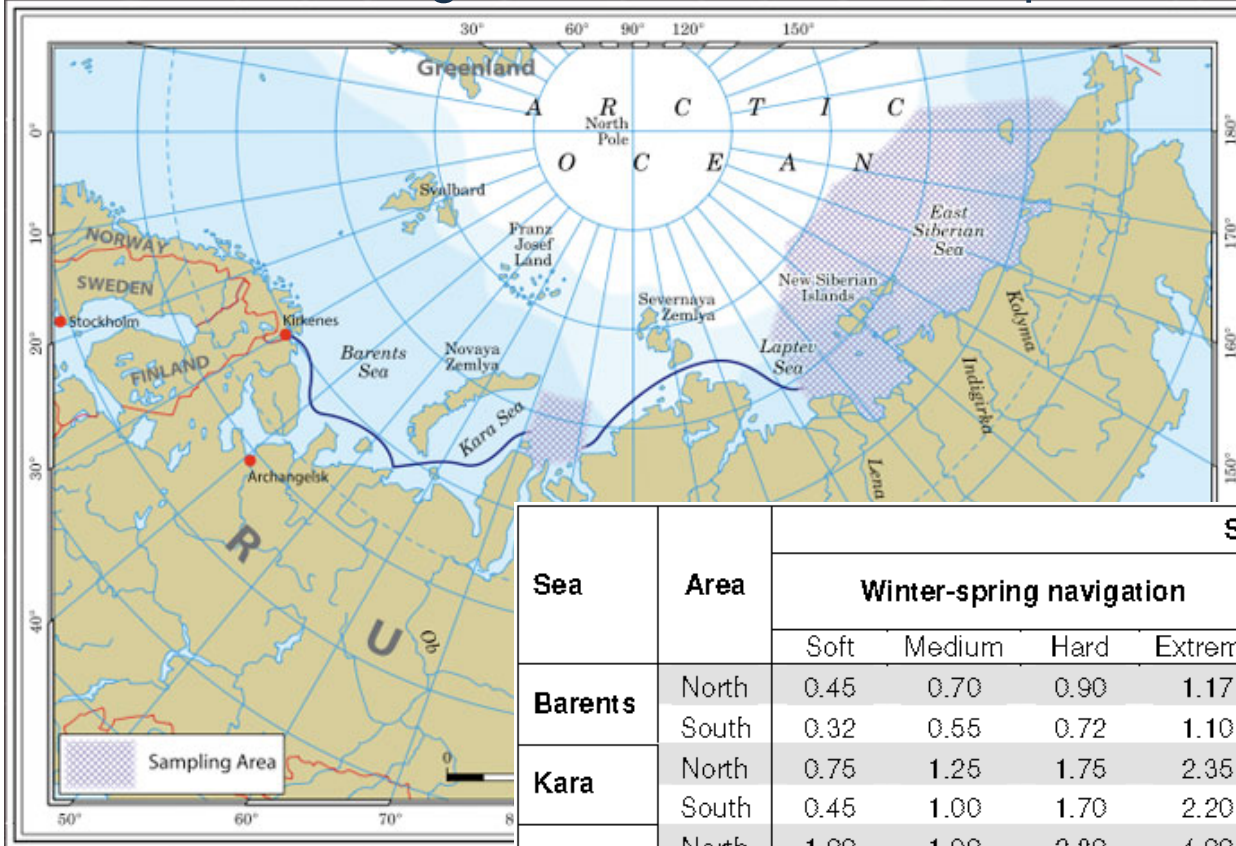 30° 60° 90° 120° 150°
Greenland
A R C T I C
North
Pole
O C E A N
0°
180°
Svalbard
East
Siberian
Sea
Franz
Josef
Land
10°
170°
NORWAY
SWEDEN
New Siberian
Islands
Severnaya
Zemlya
Kolyma
Stockholm
Kirkenes
20°
160°
Barents
Sea
Novaya
Zemlya
Laptev
Sea
FINLAND
Indigirka
Kara Sea
30°
150°
Archangelsk
Lena
R
U
Ob
40°
Sampling Area
0
50° 60° 70°
Sea Area Winter-spring navigation
Soft Medium Hard
Barents North 0.45 0.70 0.90 1.17
South 0.32 0.55 0.72 1.10
Kara North 0.75 1.25 1.75 2.35
South 0.45 1.00 1.70 2.20
North